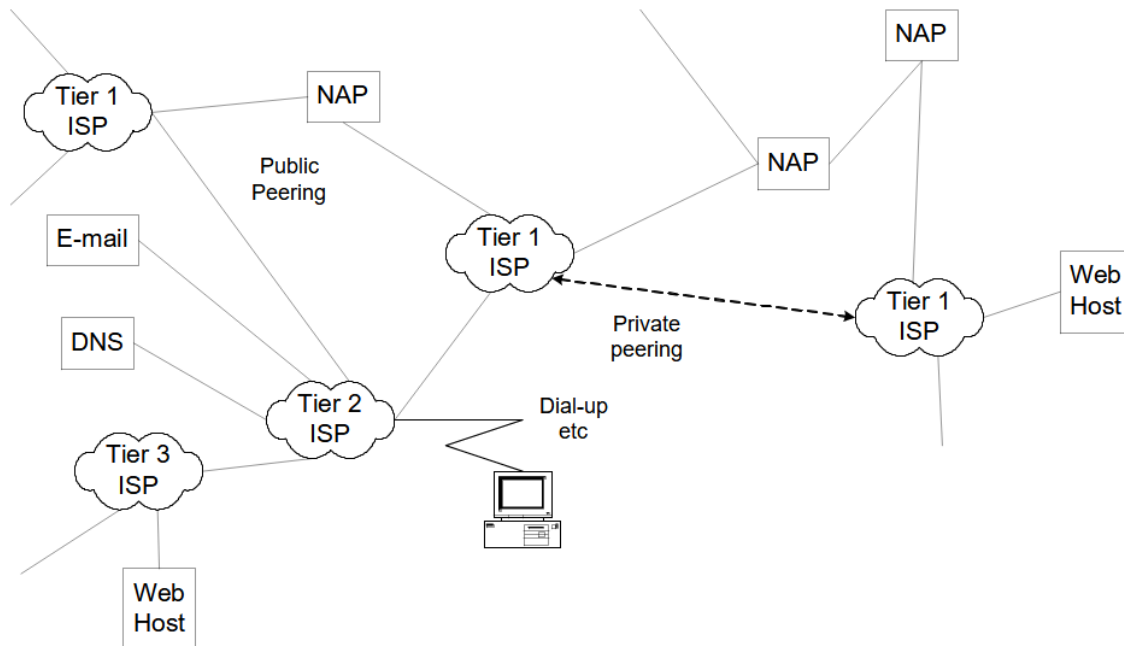 NAP
Tier 1
ISP
NAP
Public
Peering
NAP
E-mail
Tier 1
ISP
Web
Host
Tier 1
ISP
DNS
Private
peering
Tier 2
ISP
Dial-up
etc
Tier 3
ISP
Web
Host